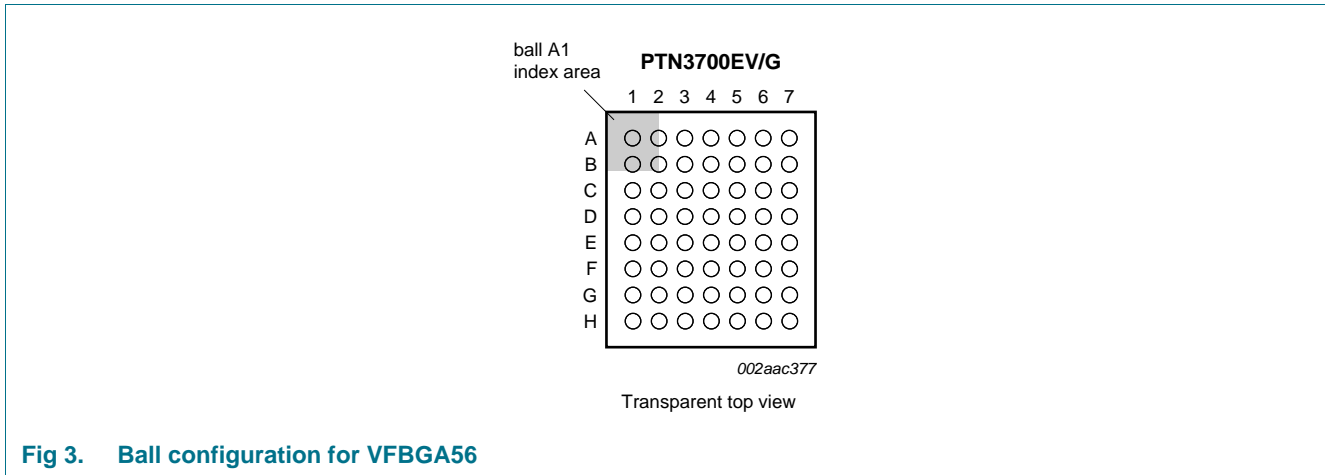 ball A1
index area
PTN3700EV/G
1 2 3 4 5 6 7
A
B
C
D
E
F
G
H
002aac377
Transparent top view
Fig 3. Ball configuration for VFBGA56